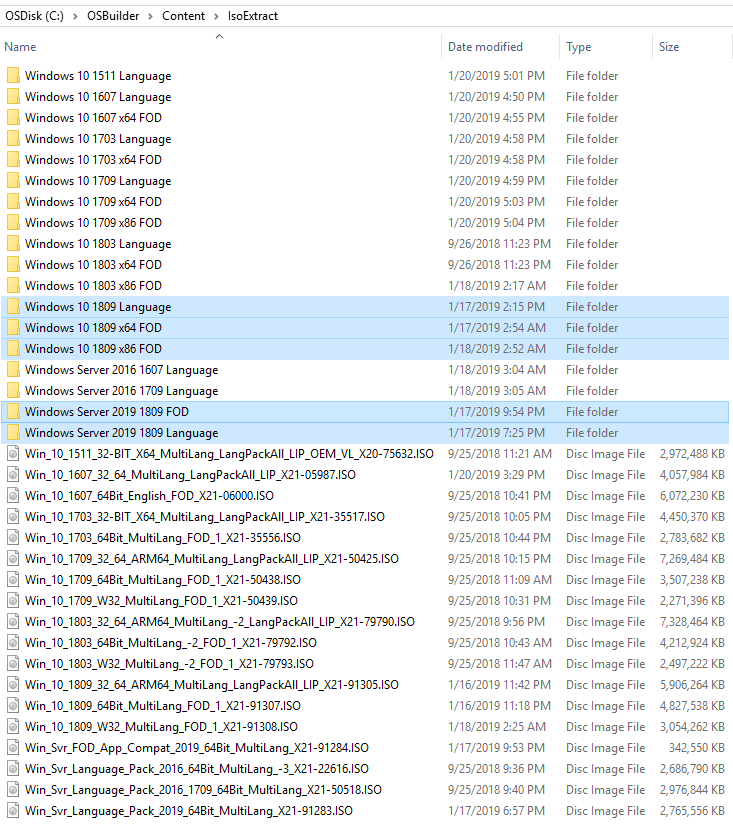 OSDisk (C:) > OSBuilder > Content > IsoExtract
Name Date modified Type Size
Windows 10 1511 Language 1/20/2019 5:01 PM File folder
Windows 10 1607 Language 1/20/2019 4:50 PM File folder
Windows 10 1607 x64 FOD 1/20/2019 4:55 PM File folder
Windows 10 1703 Language 1/20/2019 4:58 PM File folder
Windows 10 1703 x64 FOD 1/20/2019 4:58 PM File folder
Windows 10 1709 Language 1/20/2019 4:59 PM File folder
Windows 10 1709 x64 FOD 1/20/2019 5:03 PM File folder
Windows 10 1709 x86 FOD 1/20/2019 5:04 PM File folder
Windows 10 1803 Language 9/26/2018 11:23 PM File folder
Windows 10 1803 x64 FOD 9/26/2018 11:23 PM File folder
Windows 10 1803 x86 FOD 1/18/2019 2:17 AM File folder
Windows 10 1809 Language 1/17/2019 2:15 PM File folder
Windows 10 1809 x64 FOD 1/17/2019 2:54 AM File folder
Windows 10 1809 x86 FOD 1/18/2019 2:52 AM File folder
Windows Server 2016 1607 Language 1/18/2019 3:04 AM File folder
Windows Server 2016 1709 Language 1/18/2019 3:05 AM File folder
Windows Server 2019 1809 FOD 1/17/2019 9:54 PM File folder
Windows Server 2019 1809 Language 1/17/2019 7:25 PM File folder
Win_10_1511_32-BIT_X64_MultiLang_LangPackAll_LIP_OEM_VL_X20-75632.ISO 9/25/2018 11:21 AM Disc Image File 2,972,488 KB
Win_10_1607_32_64_MultiLang_LangPackAll_LIP_X21-05987.ISO 1/20/2019 3:29 PM Disc Image File 4,057,984 KB
Win_10_1607_64Bit_English_FOD_X21-06000.ISO 9/25/2018 10:41 PM Disc Image File 6,072,230 KB
Win_10_1703_32-BIT_X64_MultiLang_LangPackAll_LIP_X21-35517.ISO 9/25/2018 10:05 PM Disc Image File 4,450,370 KB
Win_10_1703_64Bit_MultiLang_FOD_1_X21-35556.ISO 9/25/2018 10:44 PM Disc Image File 2,783,682 KB
Win_10_1709_32_64_ARM64_MultiLang_LangPackAll_LIP_X21-50425.ISO 9/25/2018 10:15 PM Disc Image File 7,269,484 KB
Win_10_1709_64Bit_MultiLang_FOD_1_X21-50438.ISO 9/25/2018 11:09 AM Disc Image File 3,507,238 KB
Win_10_1709_W32_MultiLang_FOD_1_X21-50439.ISO 9/25/2018 10:31 PM Disc Image File 2,271,396 KB
Win_10_1803_32_64_ARM64_MultiLang_-2_LangPackAll_LIP_X21-79790.ISO 9/25/2018 9:56 PM Disc Image File 7,328,464 KB
Win_10_1803_64Bit_MultiLang_-2_FOD_1_X21-79792.ISO 9/25/2018 10:43 AM Disc Image File 4,212,924 KB
Win_10_1803_W32_MultiLang_-2_FOD_1_X21-79793.ISO 9/25/2018 11:47 AM Disc Image File 2,497,222 KB
Win_10_1809_32_64_ARM64_MultiLang_LangPackAll_LIP_X21-91305.ISO 1/16/2019 11:42 PM Disc Image File 5,906,264 KB
Win_10_1809_64Bit_MultiLang_FOD_1_X21-91307.ISO 1/16/2019 11:18 PM Disc Image File 4,827,538 KB
Win_10_1809_W32_MultiLang_FOD_1_X21-91308.ISO 1/18/2019 2:25 AM Disc Image File 3,054,262 KB
Win_Svr_FOD_App_Compat_2019_64Bit_MultiLang_X21-91284.ISO 1/17/2019 9:53 PM Disc Image File 342,550 KB
Win_Svr_Language_Pack_2016_64Bit_MultiLang_-3_X21-22616.ISO 9/25/2018 9:36 PM Disc Image File 2,686,790 KB
Win_Svr_Language_Pack_2016_1709_64Bit_MultiLang_X21-50518.ISO 9/25/2018 9:40 PM Disc Image File 2,976,844 KB
Win_Svr_Language_Pack_2019_64Bit_MultiLang_X21-91283.ISO 1/17/2019 6:57 PM Disc Image File 2,765,556 KB